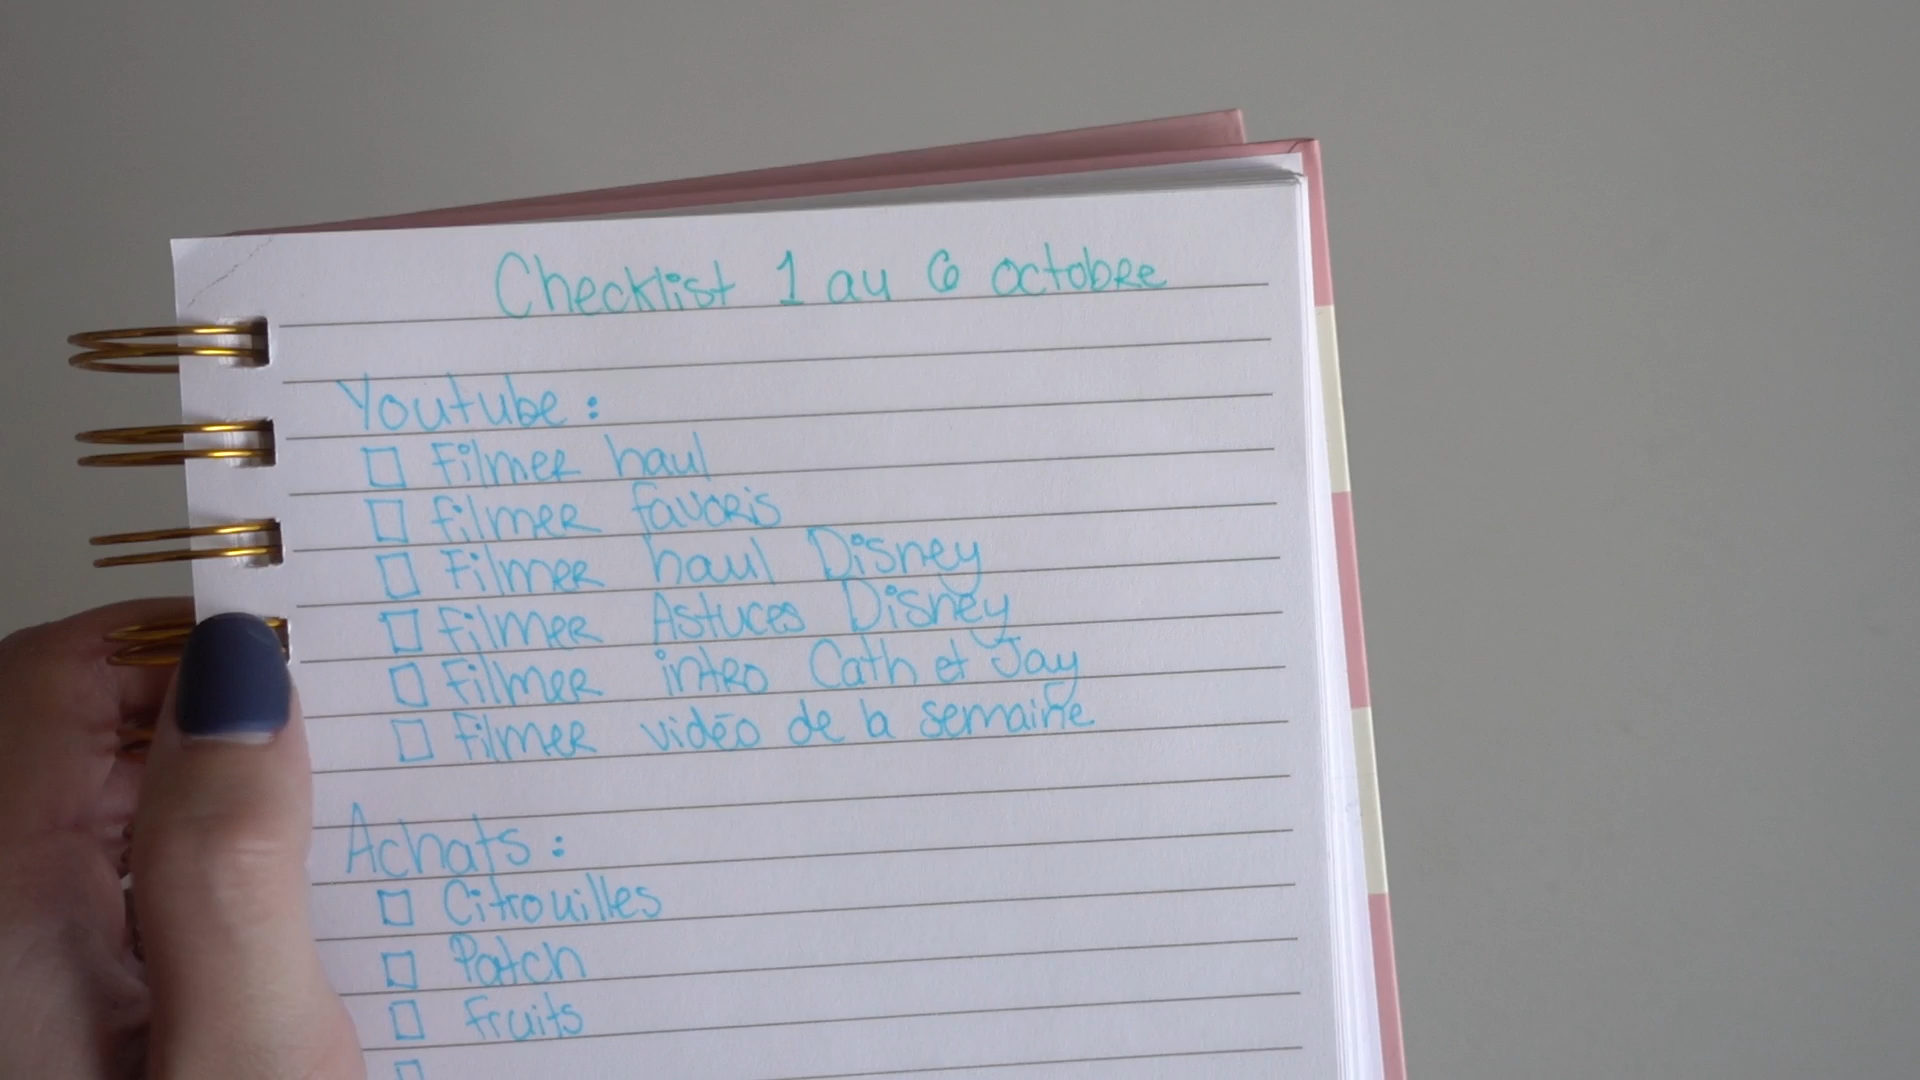 Checklist 1 au 6 octobre
Youtube :
Filmer haul
filmer favoris
Filmer haul Disney
filmer Astuces Disney
Filmer intro Cath et Jay
filmer vidéo de la semaine
Achats :
Citrouilles
Patch
fruits